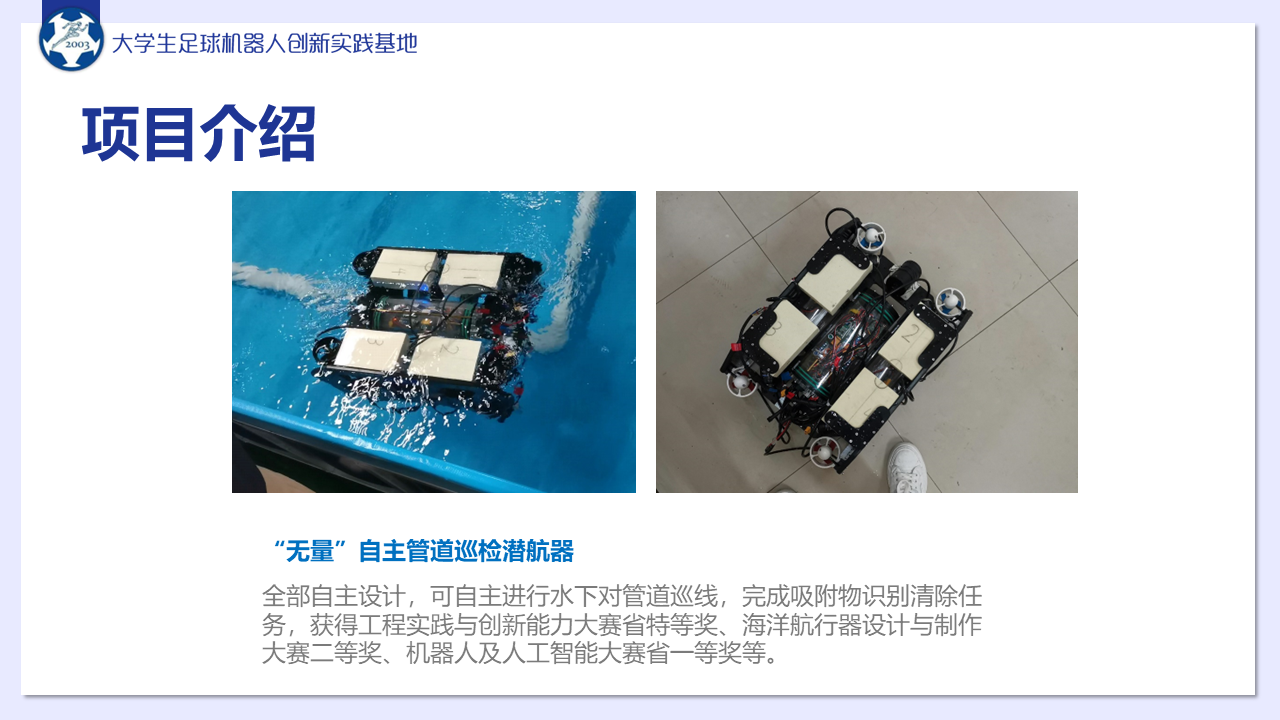 2003
大学生足球机器人创新实践基地
项目介绍
3
2
3
2
“无量”自主管道巡检潜航器
全部自主设计，可自主进行水下对管道巡线，完成吸附物识别清除任
务，获得工程实践与创新能力大赛省特等奖、海洋航行器设计与制作
大赛二等奖、机器人及人工智能大赛省一等奖等。